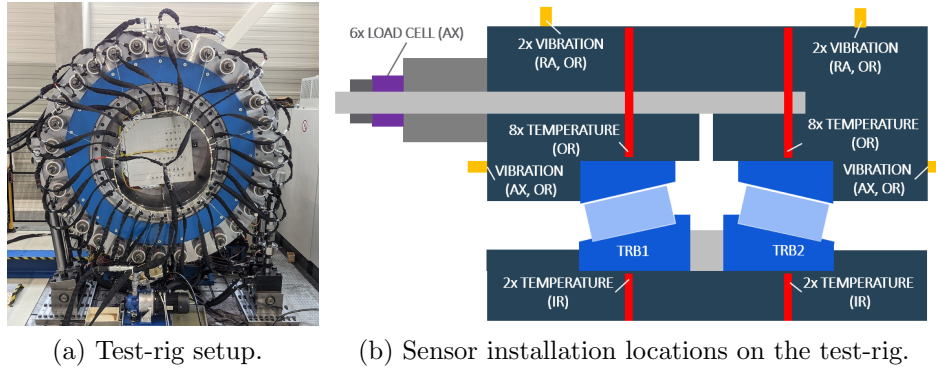 6x LOAD CELL (AX)
2x VIBRATION
(RA, OR)
2x VIBRATION
(RA, OR)
8x TEMPERATURE
(OR)
8x TEMPERATURE
(OR)
VIBRATION
(AX, OR)
VIBRATION
(AX, OR)
TRB1
TRB2
2x TEMPERATURE
(IR)
2x TEMPERATURE
(IR)
(a) Test-rig setup.
(b) Sensor installation locations on the test-rig.